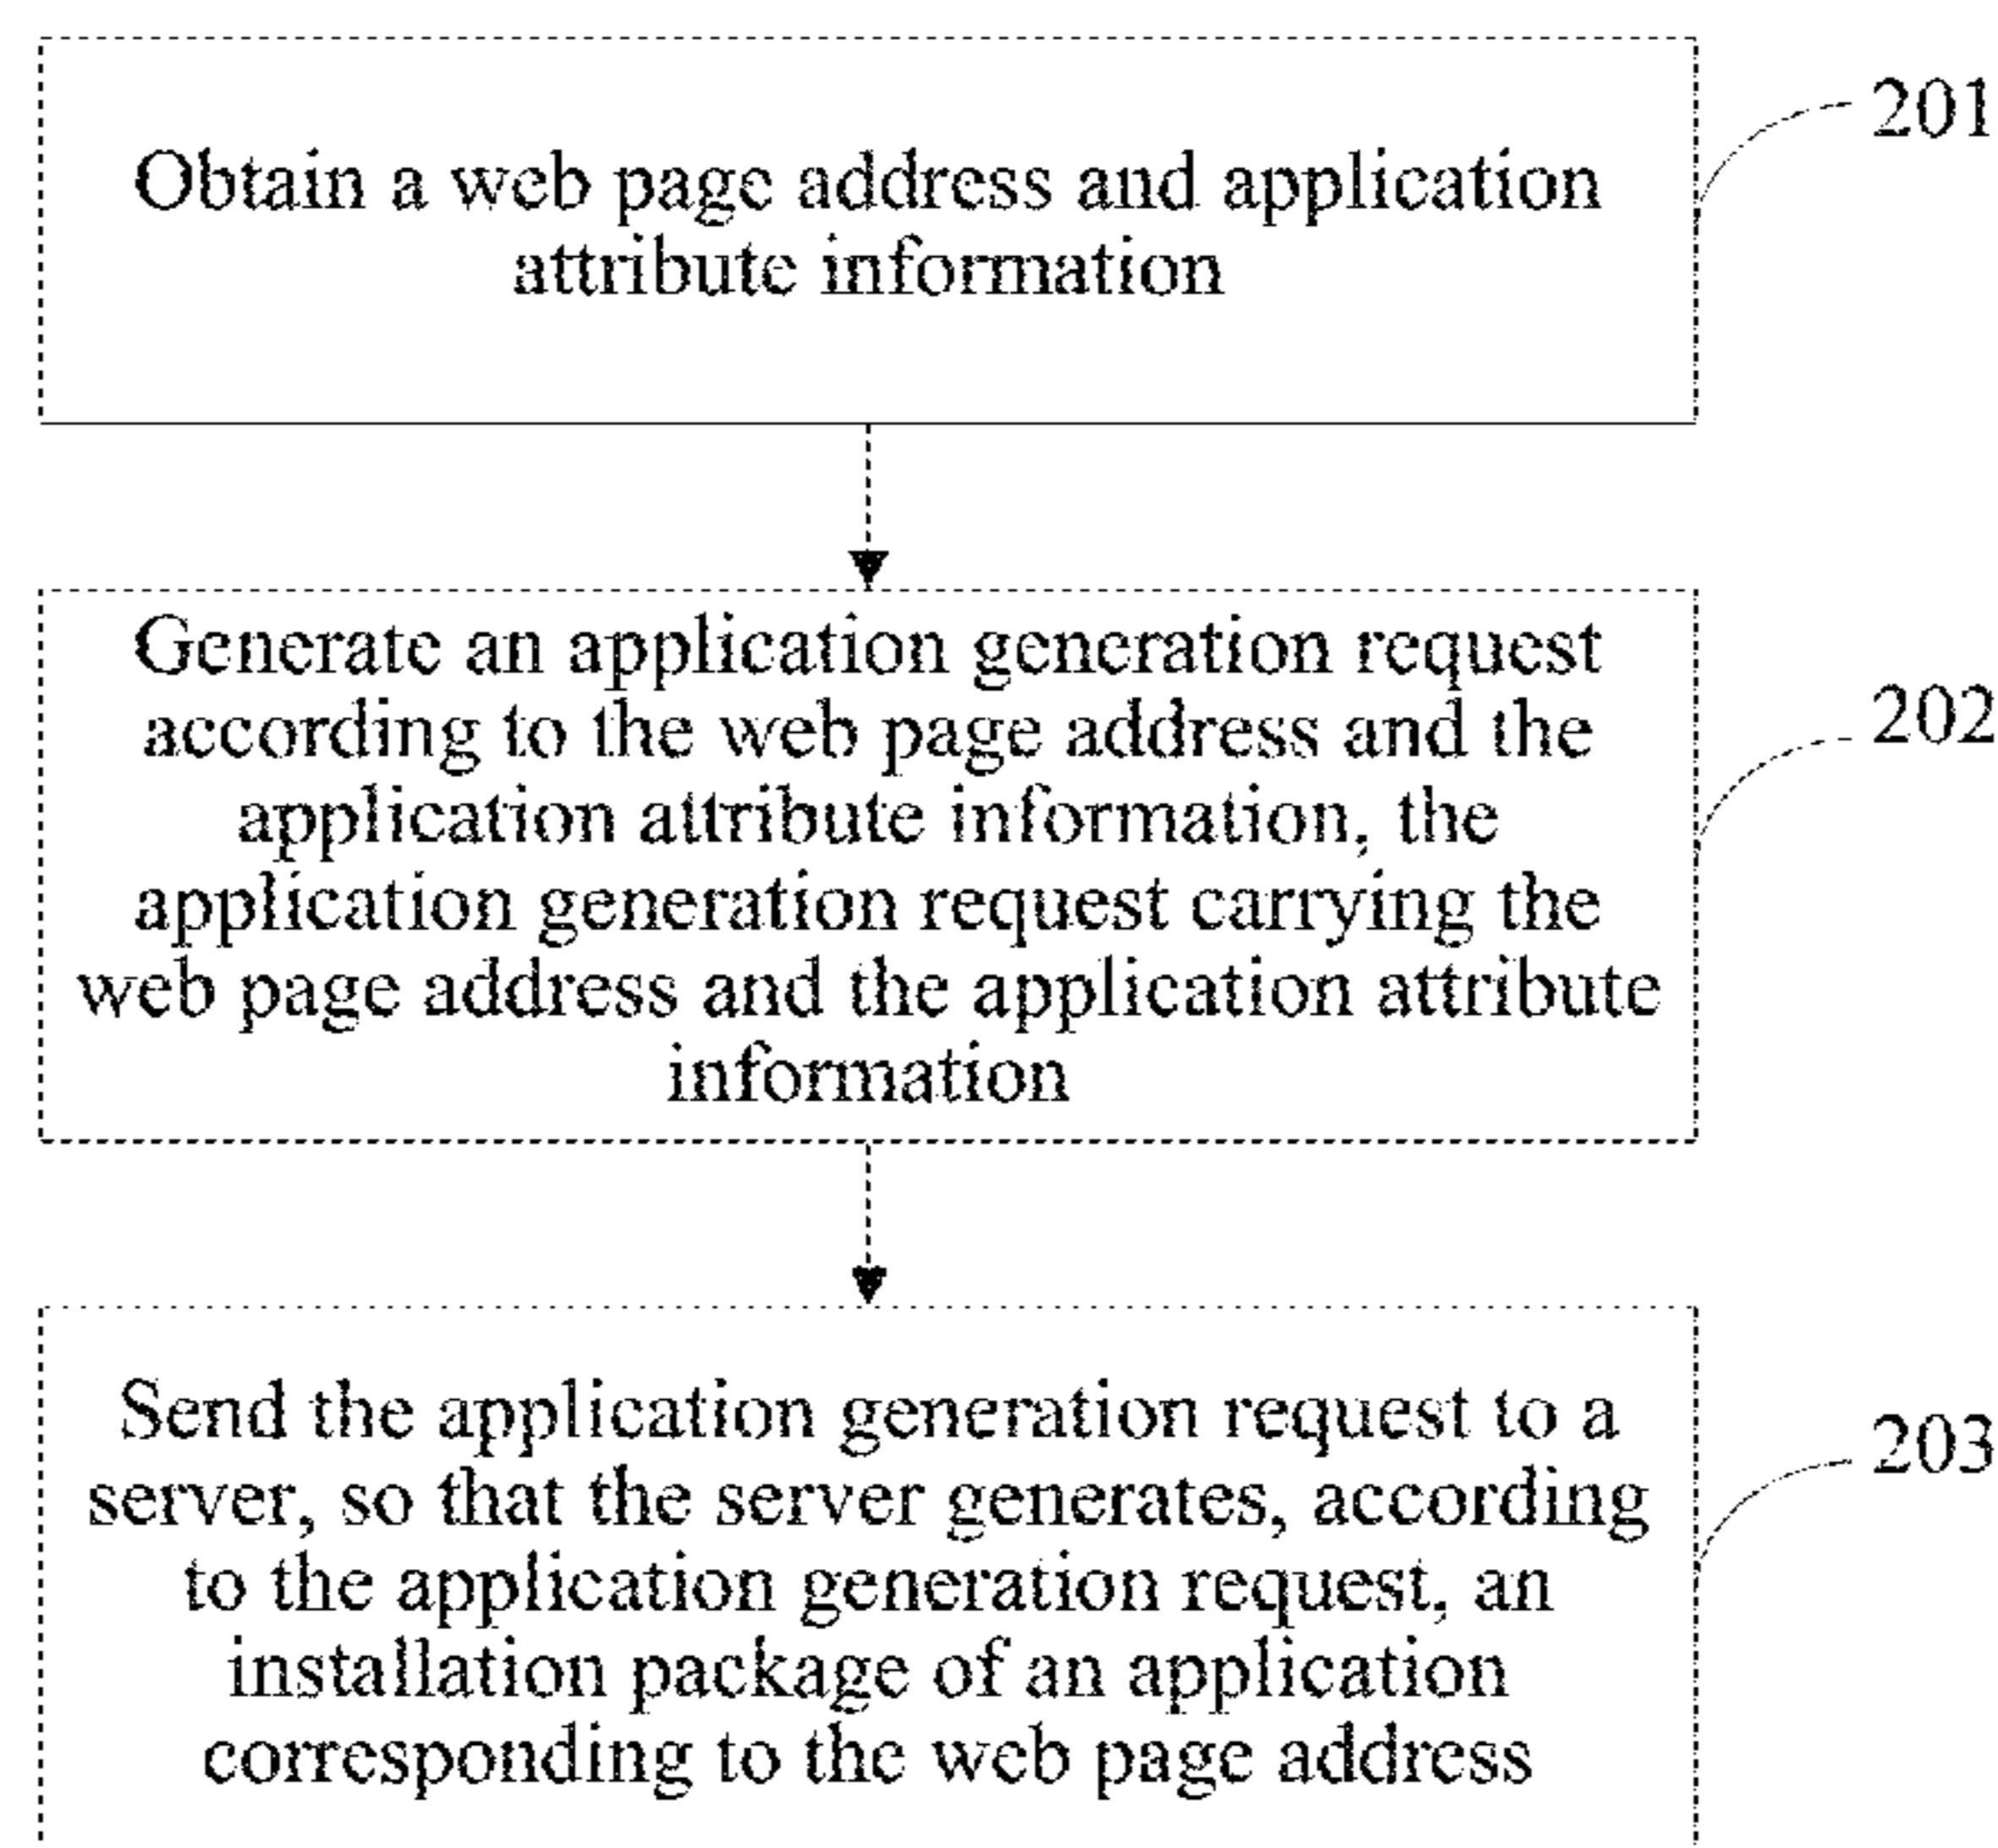 Obtain a web page address and application
attribute information
201
Generate an application generation request
according to the web page address and the
application attribute information, the
application generation request carrying the
web page address and the application attribute
information
202
Send the application generation request to a
server, so that the server generates, according
to the application generation request, an
installation package of an application
corresponding to the web page address
203